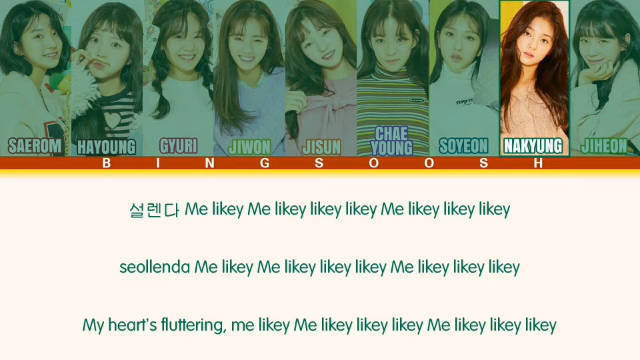 SAEROM HAYOUNG GYURI JIWON JISUN CHAE YOUNG SOYEON NAKYUNG JIHEON
BINGSOOSH
설렌다 Me likey Me likey likey likey Me likey likey likey
seollenda Me likey Me likey likey likey Me likey likey likey
My heart's fluttering, me likey Me likey likey likey Me likey likey likey